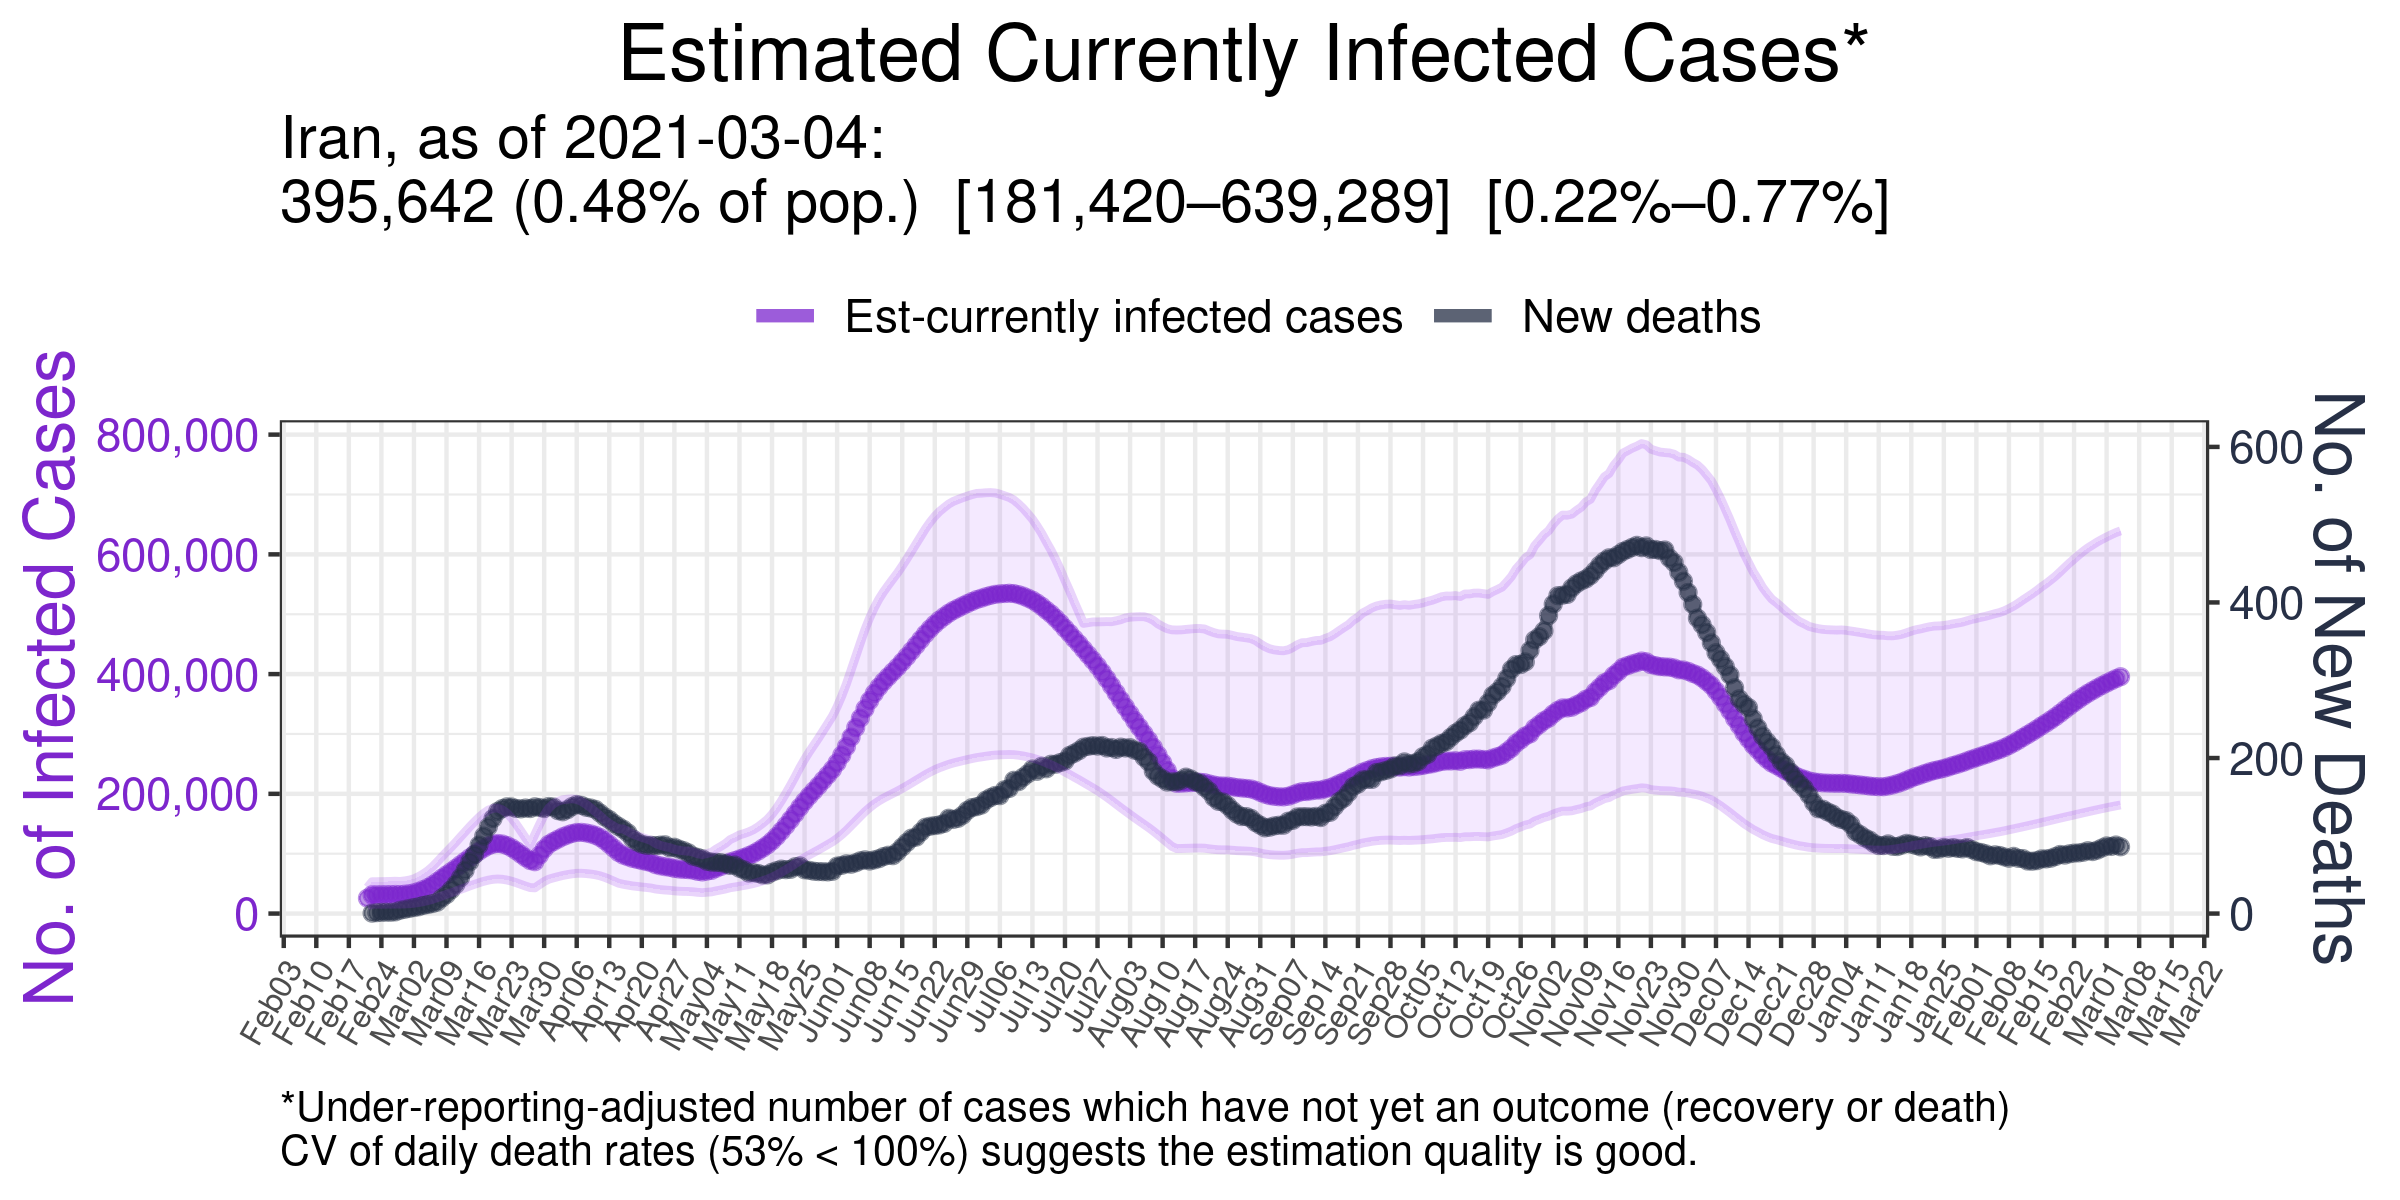 Estimated Currently Infected Cases*
Iran, as of 2021-03-04:
395,642 (0.48% of pop.)  [181,420–639,289]  [0.22%–0.77%]
Est-currently infected cases
New deaths
No. of Infected Cases
800,000
600,000
400,000
200,000
0
600
400
200
0
No. of New Deaths
Feb03
Feb10
Feb17
Feb24
Mar02
Mar09
Mar16
Mar23
Mar30
Apr06
Apr13
Apr20
Apr27
May04
May11
May18
May25
Jun01
Jun08
Jun15
Jun22
Jun29
Jul06
Jul13
Jul20
Jul27
Aug03
Aug10
Aug17
Aug24
Aug31
Sep07
Sep14
Sep21
Sep28
Oct05
Oct12
Oct19
Oct26
Nov02
Nov09
Nov16
Nov23
Nov30
Dec07
Dec14
Dec21
Dec28
Jan04
Jan11
Jan18
Jan25
Feb01
Feb08
Feb15
Feb22
Mar01
Mar08
Mar15
Mar22
*Under-reporting-adjusted number of cases which have not yet an outcome (recovery or death)
CV of daily death rates (53% < 100%) suggests the estimation quality is good.